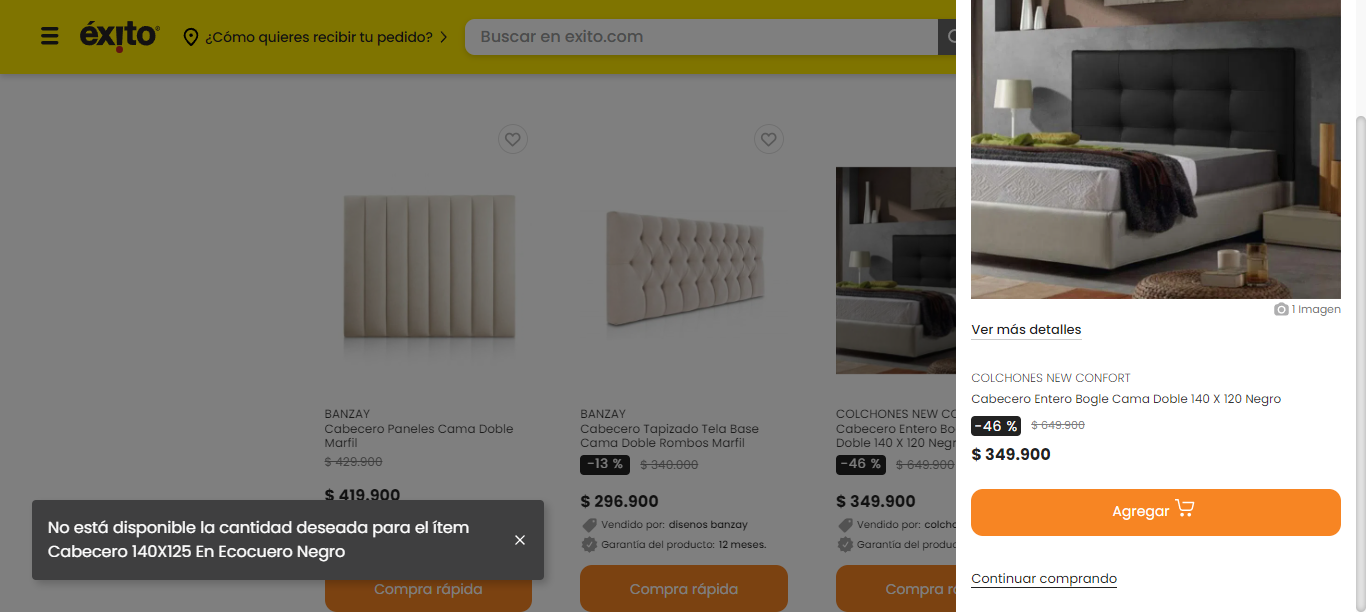 éxito
¿Cómo quieres recibir tu pedido?
Buscar en exito.com
BANZAY
Cabecero Paneles Cama Doble
Marfil
$ 429.900
$ 419.900
Compra rápida
BANZAY
Cabecero Tapizado Tela Base
Cama Doble Rombos Marfil
-13 % $ 340.000
$ 296.900
Vendido por: disenos banzay
Garantía del producto: 12 meses.
Compra rápida
COLCHONES NEW CO
Cabecero Entero Bo
Doble 140 X 120 Negr
-46 % $ 649.900
$ 349.900
Vendido por: colcho
Garantía del produc
Compra r
No está disponible la cantidad deseada para el ítem
Cabecero 140X125 En Ecocuero Negro
1 Imagen
Ver más detalles
COLCHONES NEW CONFORT
Cabecero Entero Bogle Cama Doble 140 X 120 Negro
-46 % $ 649.900
$ 349.900
Agregar
Continuar comprando